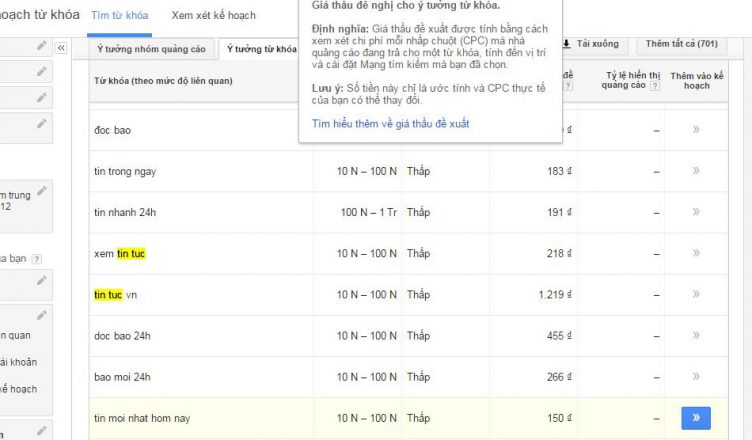 oạch từ khóa
Tìm từ khóa
Xem xét kế hoạch
Giá thầu đề nghị cho ý tưởng từ khóa.
Định nghĩa: Giá thầu đề xuất được tính bằng cách
xem xét chi phí mỗi nhấp chuột (CPC) mà nhà
quảng cáo đang trả cho một từ khóa, tính đến vị trí
và cài đặt Mạng tìm kiếm mà bạn đã chọn.
Lưu ý: Số tiền này chỉ là ước tính và CPC thực tế
của bạn có thể thay đổi.
Tìm hiểu thêm về giá thầu đề xuất
Ý tưởng nhóm quảng cáo
Ý tưởng từ khóa
Tải xuống
Thêm tất cả (701)
Từ khóa (theo mức độ liên quan)
đề
?
Tỷ lệ hiển thị
quảng cáo ?
Thêm vào kế
hoạch
đoc bao
đ – »
tin trong ngay 10 N – 100 N Thấp 183 đ – »
tin nhanh 24h 100 N – 1 Tr Thấp 191 đ – »
xem tin tuc 10 N – 100 N Thấp 218 đ – »
tin tuc vn 10 N – 100 N Thấp 1.219 đ – »
doc bao 24h 10 N – 100 N Thấp 455 đ – »
bao moi 24h 10 N – 100 N Thấp 266 đ – »
tin moi nhat hom nay 10 N – 100 N Thấp 150 đ – »
m trung
12
ủa bạn ?
ên quan
ài khoản
kế hoạch